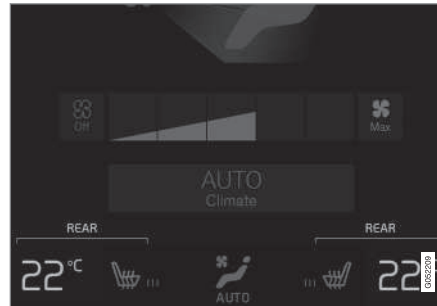 Off
Max
AUTO
Climate
REAR REAR
22°C 22
AUTO
G052209